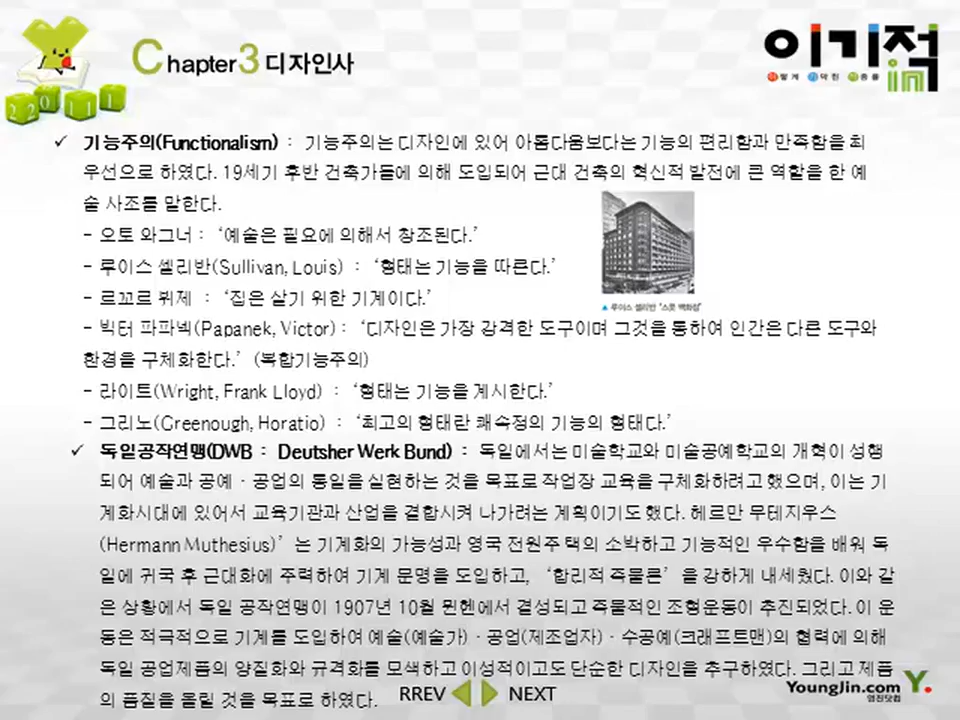 Chapter3 디자인사
이기적in
2011
✓ 기능주의(Functionalism) : 기능주의는 디자인에 있어 아름다움보다는 기능의 편리함과 만족함을 최
우선으로 하였다. 19세기 후반 건축가들에 의해 도입되어 근대 건축의 혁신적 발전에 큰 역할을 한 예
술 사조를 말한다.
- 오토 와그너 : ‘예술은 필요에 의해서 창조된다.’
- 루이스 셀리반(Sullivan, Louis) : ‘형태는 기능을 따른다.’
- 르꼬르 뷔제 : ‘집은 살기 위한 기계이다.’
▲ 루이스 셀리반 '스콧 백화점'
- 빅터 파파넥(Papanek, Victor) : ‘디자인은 가장 강력한 도구이며 그것을 통하여 인간은 다른 도구와
환경을 구체화한다.’ (복합기능주의)
- 라이트(Wright, Frank Lloyd) : ‘형태는 기능을 계시한다.’
- 그리노(Greenough, Horatio) : ‘최고의 형태란 쾌속정의 기능의 형태다.’
✓ 독일공작연맹(DWB : Deutsher Werk Bund) : 독일에서는 미술학교와 미술공예학교의 개혁이 성행
되어 예술과 공예 · 공업의 통일을 실현하는 것을 목표로 작업장 교육을 구체화하려고 했으며, 이는 기
계화시대에 있어서 교육기관과 산업을 결합시켜 나가려는 계획이기도 했다. 헤르만 무테지우스
(Hermann Muthesius)’는 기계화의 가능성과 영국 전원주택의 소박하고 기능적인 우수함을 배워 독
일에 귀국 후 근대화에 주력하여 기계 문명을 도입하고, ‘합리적 즉물론’을 강하게 내세웠다. 이와 같
은 상황에서 독일 공작연맹이 1907년 10월 뮌헨에서 결성되고 즉물적인 조형운동이 추진되었다. 이 운
동은 적극적으로 기계를 도입하여 예술(예술가) · 공업(제조업자) · 수공예(크래프트맨)의 협력에 의해
독일 공업제품의 양질화와 규격화를 모색하고 이성적이고도 단순한 디자인을 추구하였다. 그리고 제품
의 품질을 올릴 것을 목표로 하였다.
RREV NEXT
YoungJin.com Y.
영진닷컴